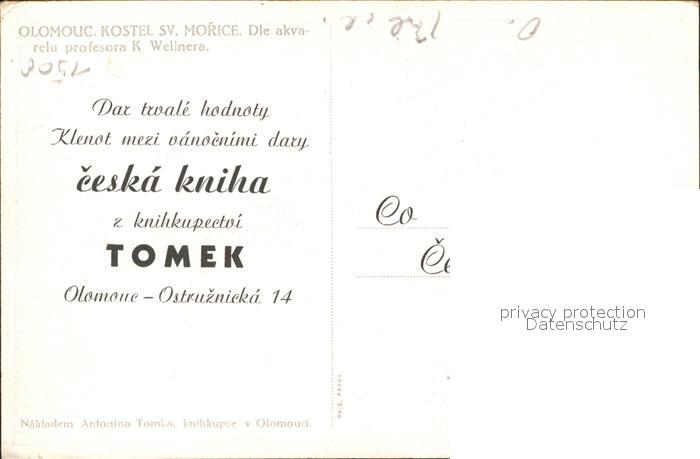 OLOMOUC. KOSTEL SV. MOŘICE. Dle akva-
relu profesora K Wellnera.
Dar trvalé hodnoty
Klenot mezi vánočními dary
česká kniha
z knihkupectví
TOMEK
Olomouc – Ostružnická 14
Nákladem Antonína Tomka, knihkupce v Olomouci.
Co
privacy protection
Datenschutz